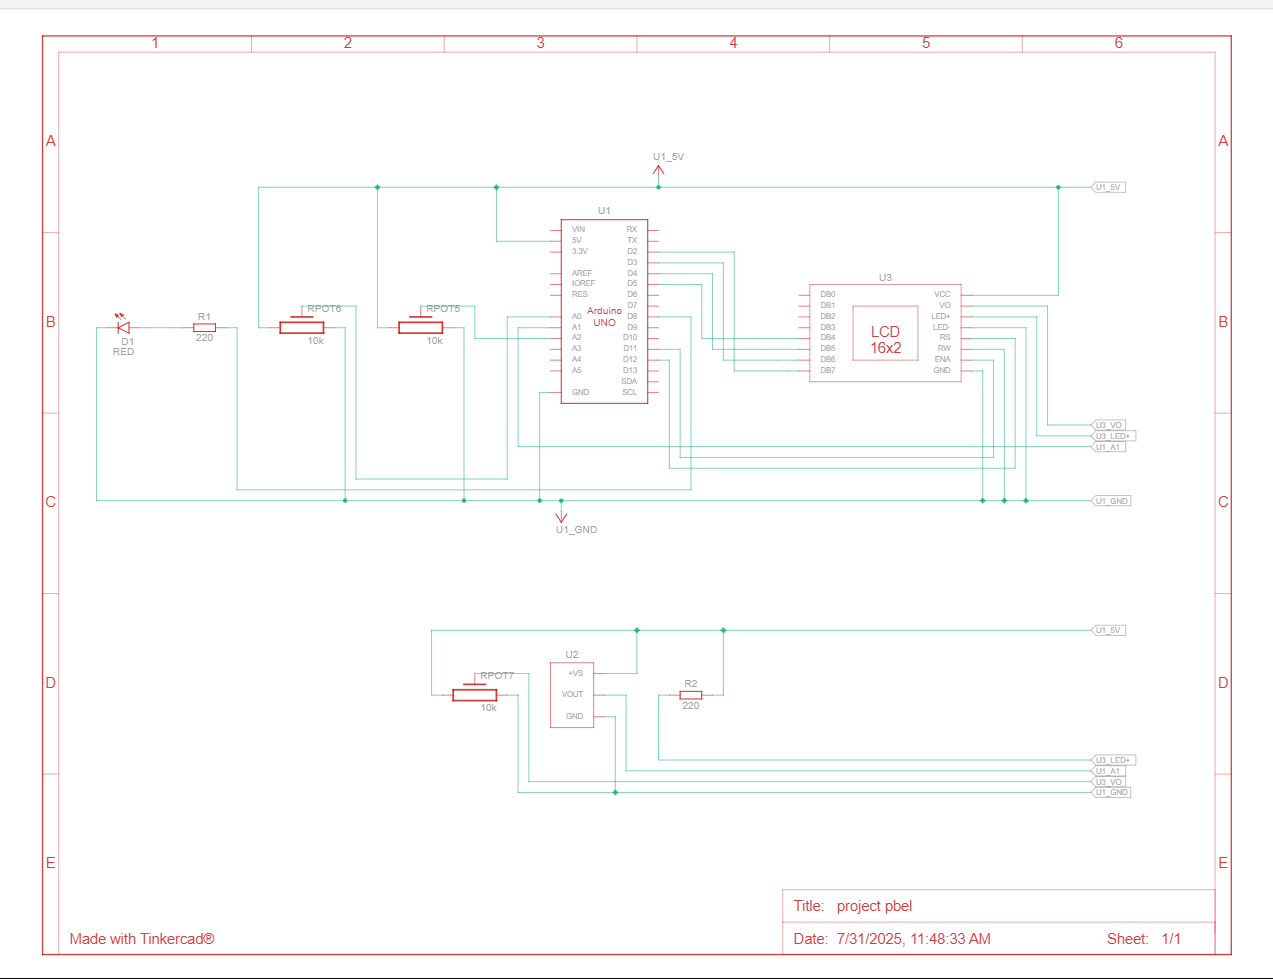 1 2 3 4 5 6
A A
U1_5V
U1_5V
U1
VIN RX
5V TX
3.3V D2
D3
AREF D4
IOREF D5
RES D6
D7
A0 D8
A1 D9
A2 D10
A3 D11
A4 D12
A5 D13
SDA
GND SCL
Arduino
UNO
U3
DB0 VCC
DB1 VO
DB2 LED+
DB3 LED-
DB4 RS
DB5 RW
DB6 ENA
DB7 GND
LCD
16x2
B B
D1
RED
R1
220
RPOT6
10k
RPOT5
10k
U3_VO
U3_LED+
U1_A1
C C
U1_GND
U1_GND
U1_5V
U2
+VS
VOUT
GND
D D
RPOT7
10k
R2
220
U3_LED+
U1_A1
U3_VO
U1_GND
E E
Title: project pbel
Made with Tinkercad®
Date: 7/31/2025, 11:48:33 AM Sheet: 1/1